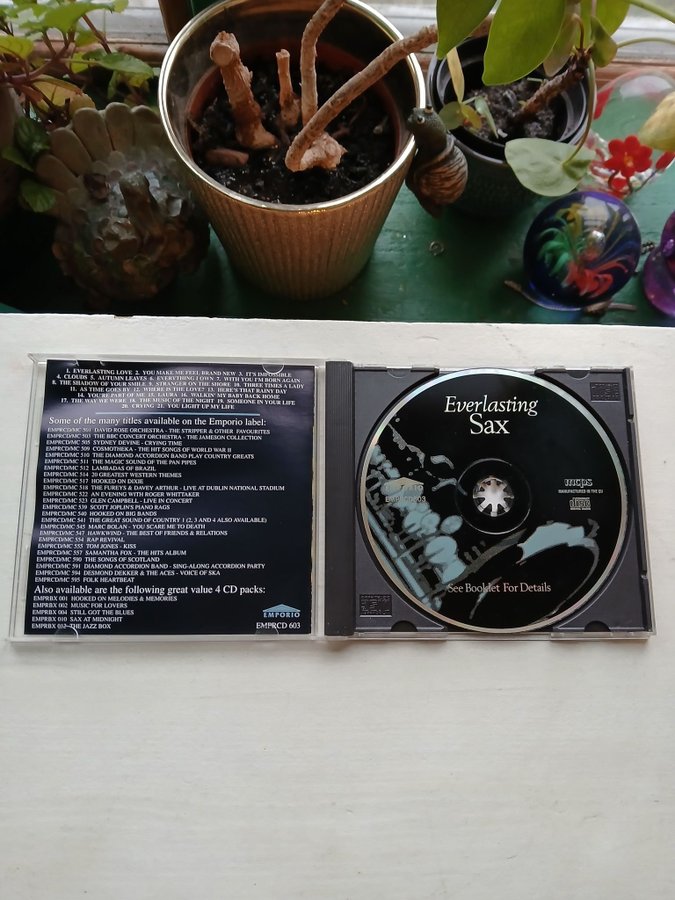 1. EVERLASTING LOVE 2. YOU MAKE ME FEEL BRAND NEW 3. IT'S IMPOSSIBLE
4. CLOUDS 5. AUTUMN LEAVES 6. EVERYTHING I OWN 7. WITH YOU I'M BORN AGAIN
8. THE SHADOW OF YOUR SMILE 9. STRANGER ON THE SHORE 10. THREE TIMES A LADY
11. AS TIME GOES BY 12. WHERE IS THE LOVE? 13. HERE'S THAT RAINY DAY
14. YOU'RE PART OF ME 15. LAURA 16. WALKIN' MY BABY BACK HOME
17. THE WAY WE WERE 18. THE MUSIC OF THE NIGHT 19. SOMEONE IN YOUR LIFE
20. CRYING 21. YOU LIGHT UP MY LIFE
Some of the many titles available on the Emporio label:
EMPRCD/MC 501 DAVID ROSE ORCHESTRA - THE STRIPPER & OTHER FAVOURITES
EMPRCD/MC 503 THE BBC CONCERT ORCHESTRA - THE JAMESON COLLECTION
EMPRCD/MC 505 SYDNEY DEVINE - CRYING TIME
EMPRCD/MC 509 COSMOTHEKA - THE HIT SONGS OF WORLD WAR II
EMPRCD/MC 510 THE DIAMOND ACCORDION BAND PLAY COUNTRY GREATS
EMPRCD/MC 511 THE MAGIC SOUND OF THE PAN PIPES
EMPRCD/MC 512 LAMBADAS OF BRAZIL
EMPRCD/MC 514 20 GREATEST WESTERN THEMES
EMPRCD/MC 517 HOOKED ON DIXIE
EMPRCD/MC 518 THE FUREYS & DAVEY ARTHUR - LIVE AT DUBLIN NATIONAL STADIUM
EMPRCD/MC 522 AN EVENING WITH ROGER WHITTAKER
EMPRCD/MC 523 GLEN CAMPBELL - LIVE IN CONCERT
EMPRCD/MC 539 SCOTT JOPLIN'S PIANO RAGS
EMPRCD/MC 540 HOOKED ON BIG BANDS
EMPRCD/MC 541 THE GREAT SOUND OF COUNTRY 1 (2, 3 AND 4 ALSO AVAILABLE)
EMPRCD/MC 545 MARC BOLAN - YOU SCARE ME TO DEATH
EMPRCD/MC 547 HAWKWIND - THE BEST OF FRIENDS & RELATIONS
EMPRCD/MC 554 RAP REVIVAL
EMPRCD/MC 555 TOM JONES - KISS
EMPRCD/MC 557 SAMANTHA FOX - THE HITS ALBUM
EMPRCD/MC 590 THE SONGS OF SCOTLAND
EMPRCD/MC 591 DIAMOND ACCORDION BAND - SING-ALONG ACCORDION PARTY
EMPRCD/MC 594 DESMOND DEKKER & THE ACES - VOICE OF SKA
EMPRCD/MC 595 FOLK HEARTBEAT
Also available are the following great value 4 CD packs:
EMPRBX 001 HOOKED ON MELODIES & MEMORIES
EMPRBX 002 MUSIC FOR LOVERS
EMPRBX 004 STILL GOT THE BLUES
EMPRBX 010 SAX AT MIDNIGHT
EMPRBX 012 THE JAZZ BOX
EMPORIO
EMPRCD 603
Everlasting
Sax
EMPRCD 603
mcps
MANUFACTURED IN THE EU
See Booklet For Details